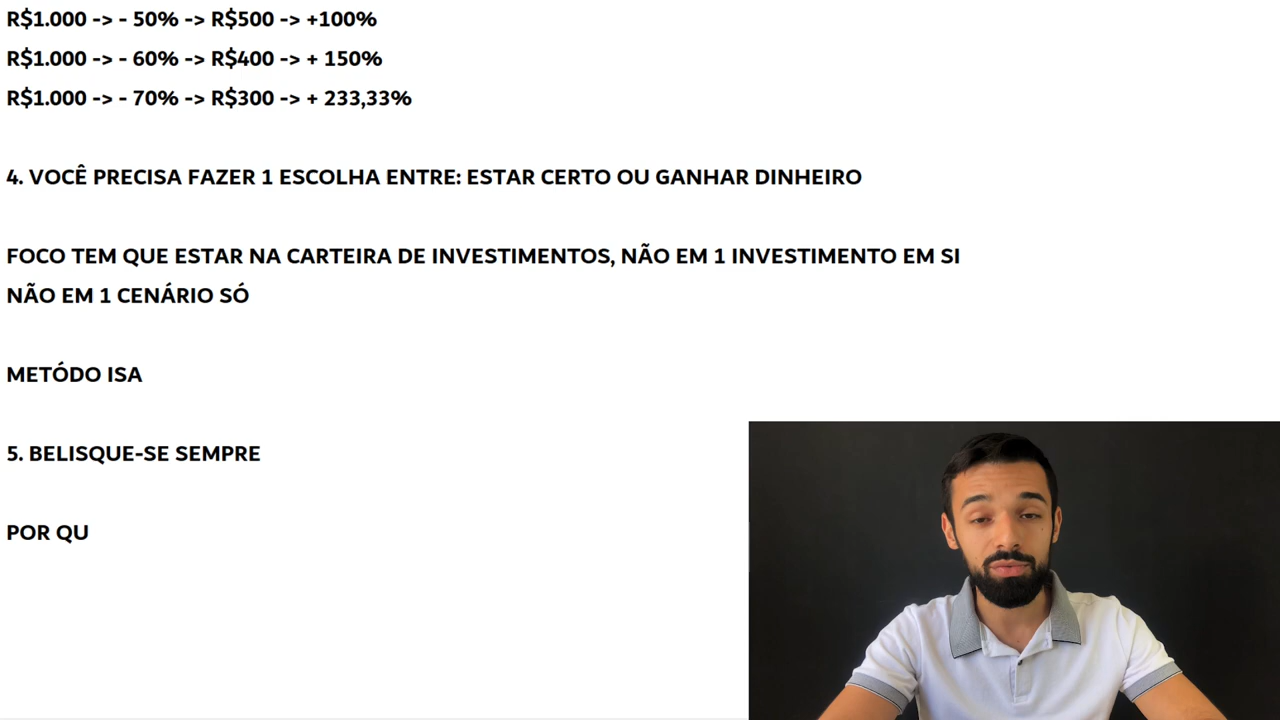 R$1.000 -> - 50% -> R$500 -> +100%
R$1.000 -> - 60% -> R$400 -> + 150%
R$1.000 -> - 70% -> R$300 -> + 233,33%
4. VOCÊ PRECISA FAZER 1 ESCOLHA ENTRE: ESTAR CERTO OU GANHAR DINHEIRO
FOCO TEM QUE ESTAR NA CARTEIRA DE INVESTIMENTOS, NÃO EM 1 INVESTIMENTO EM SI
NÃO EM 1 CENÁRIO SÓ
METÓDO ISA
5. BELISQUE-SE SEMPRE
POR QU